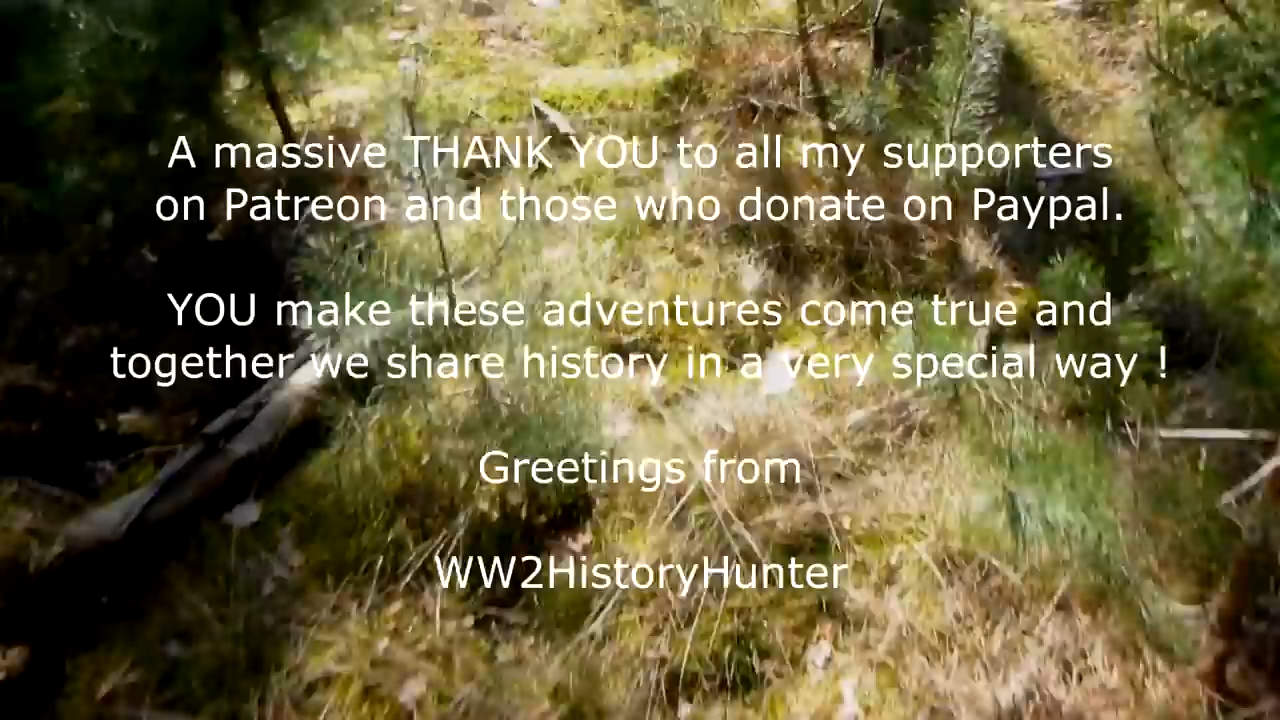 A massive THANK YOU to all my supporters
on Patreon and those who donate on Paypal.
YOU make these adventures come true and
together we share history in a very special way !
Greetings from
WW2HistoryHunter